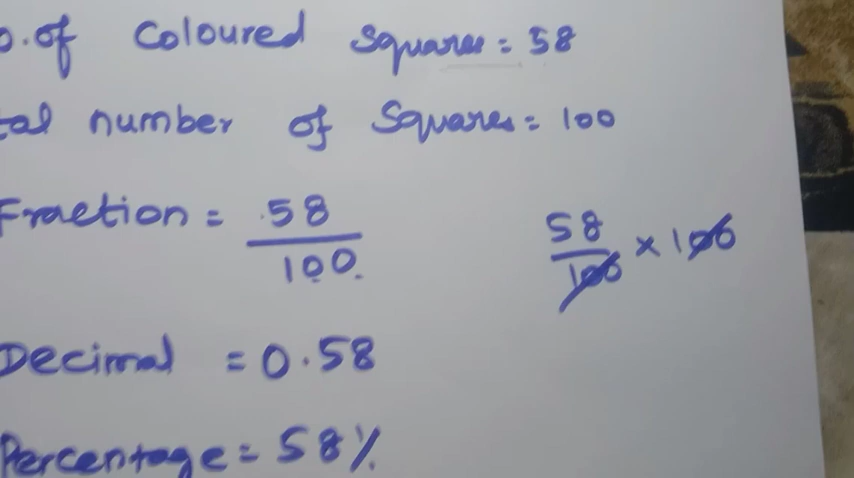 o. of Coloured Squares = 58
tal number of Squares = 100
Fraction = 58/100
58/100 × 100
Decimal = 0.58
Percentage = 58%